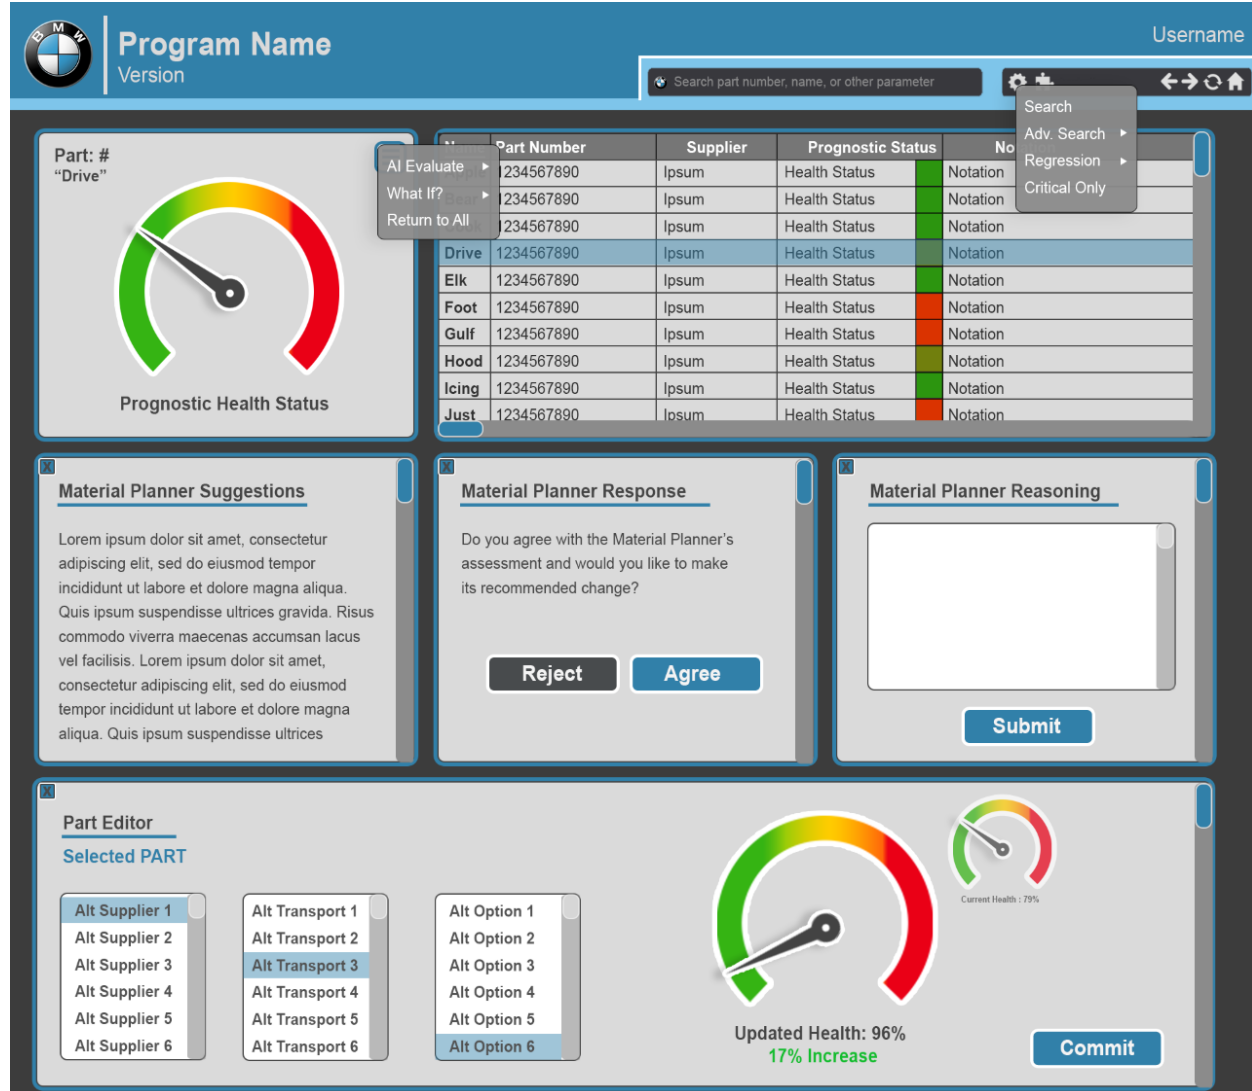 BMW
Program Name
Version
Username
Search part number, name, or other parameter
Search
Adv. Search
Regression
Critical Only
Part: #
“Drive”
AI Evaluate
What If?
Return to All
Prognostic Health Status
Part Number Supplier Prognostic Status
1234567890 Ipsum Health Status Notation
Bear 1234567890 Ipsum Health Status Notation
1234567890 Ipsum Health Status Notation
Drive 1234567890 Ipsum Health Status Notation
Elk 1234567890 Ipsum Health Status Notation
Foot 1234567890 Ipsum Health Status Notation
Gulf 1234567890 Ipsum Health Status Notation
Hood 1234567890 Ipsum Health Status Notation
Icing 1234567890 Ipsum Health Status Notation
Just 1234567890 Ipsum Health Status Notation
X
Material Planner Suggestions
Lorem ipsum dolor sit amet, consectetur
adipiscing elit, sed do eiusmod tempor
incididunt ut labore et dolore magna aliqua.
Quis ipsum suspendisse ultrices gravida. Risus
commodo viverra maecenas accumsan lacus
vel facilisis. Lorem ipsum dolor sit amet,
consectetur adipiscing elit, sed do eiusmod
tempor incididunt ut labore et dolore magna
aliqua. Quis ipsum suspendisse ultrices
X
Material Planner Response
Do you agree with the Material Planner’s
assessment and would you like to make
its recommended change?
Reject
Agree
X
Material Planner Reasoning
Submit
X
Part Editor
Selected PART
Alt Supplier 1
Alt Supplier 2
Alt Supplier 3
Alt Supplier 4
Alt Supplier 5
Alt Supplier 6
Alt Transport 1
Alt Transport 2
Alt Transport 3
Alt Transport 4
Alt Transport 5
Alt Transport 6
Alt Option 1
Alt Option 2
Alt Option 3
Alt Option 4
Alt Option 5
Alt Option 6
Updated Health: 96%
17% Increase
Current Health : 79%
Commit